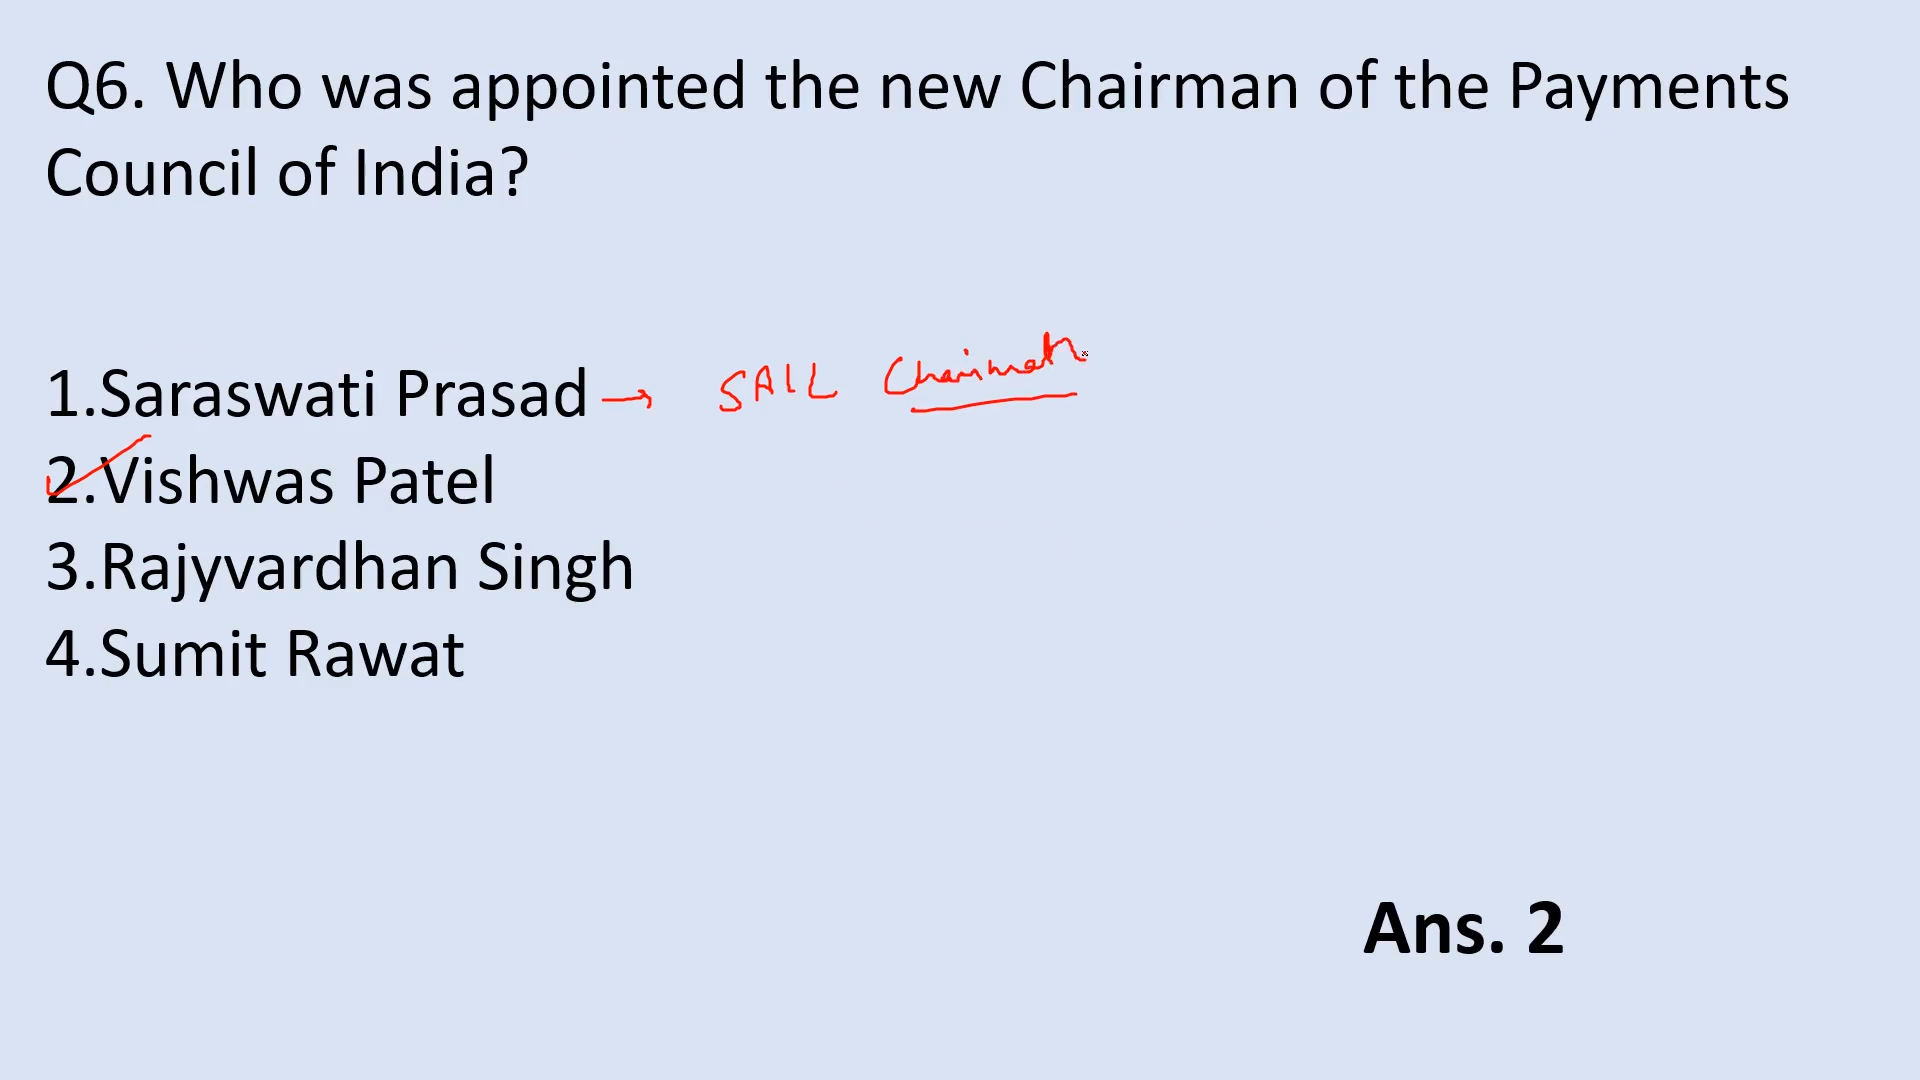 Q6. Who was appointed the new Chairman of the Payments
Council of India?
1.Saraswati Prasad → SAIL Chairman
2.Vishwas Patel
3.Rajyvardhan Singh
4.Sumit Rawat
Ans. 2